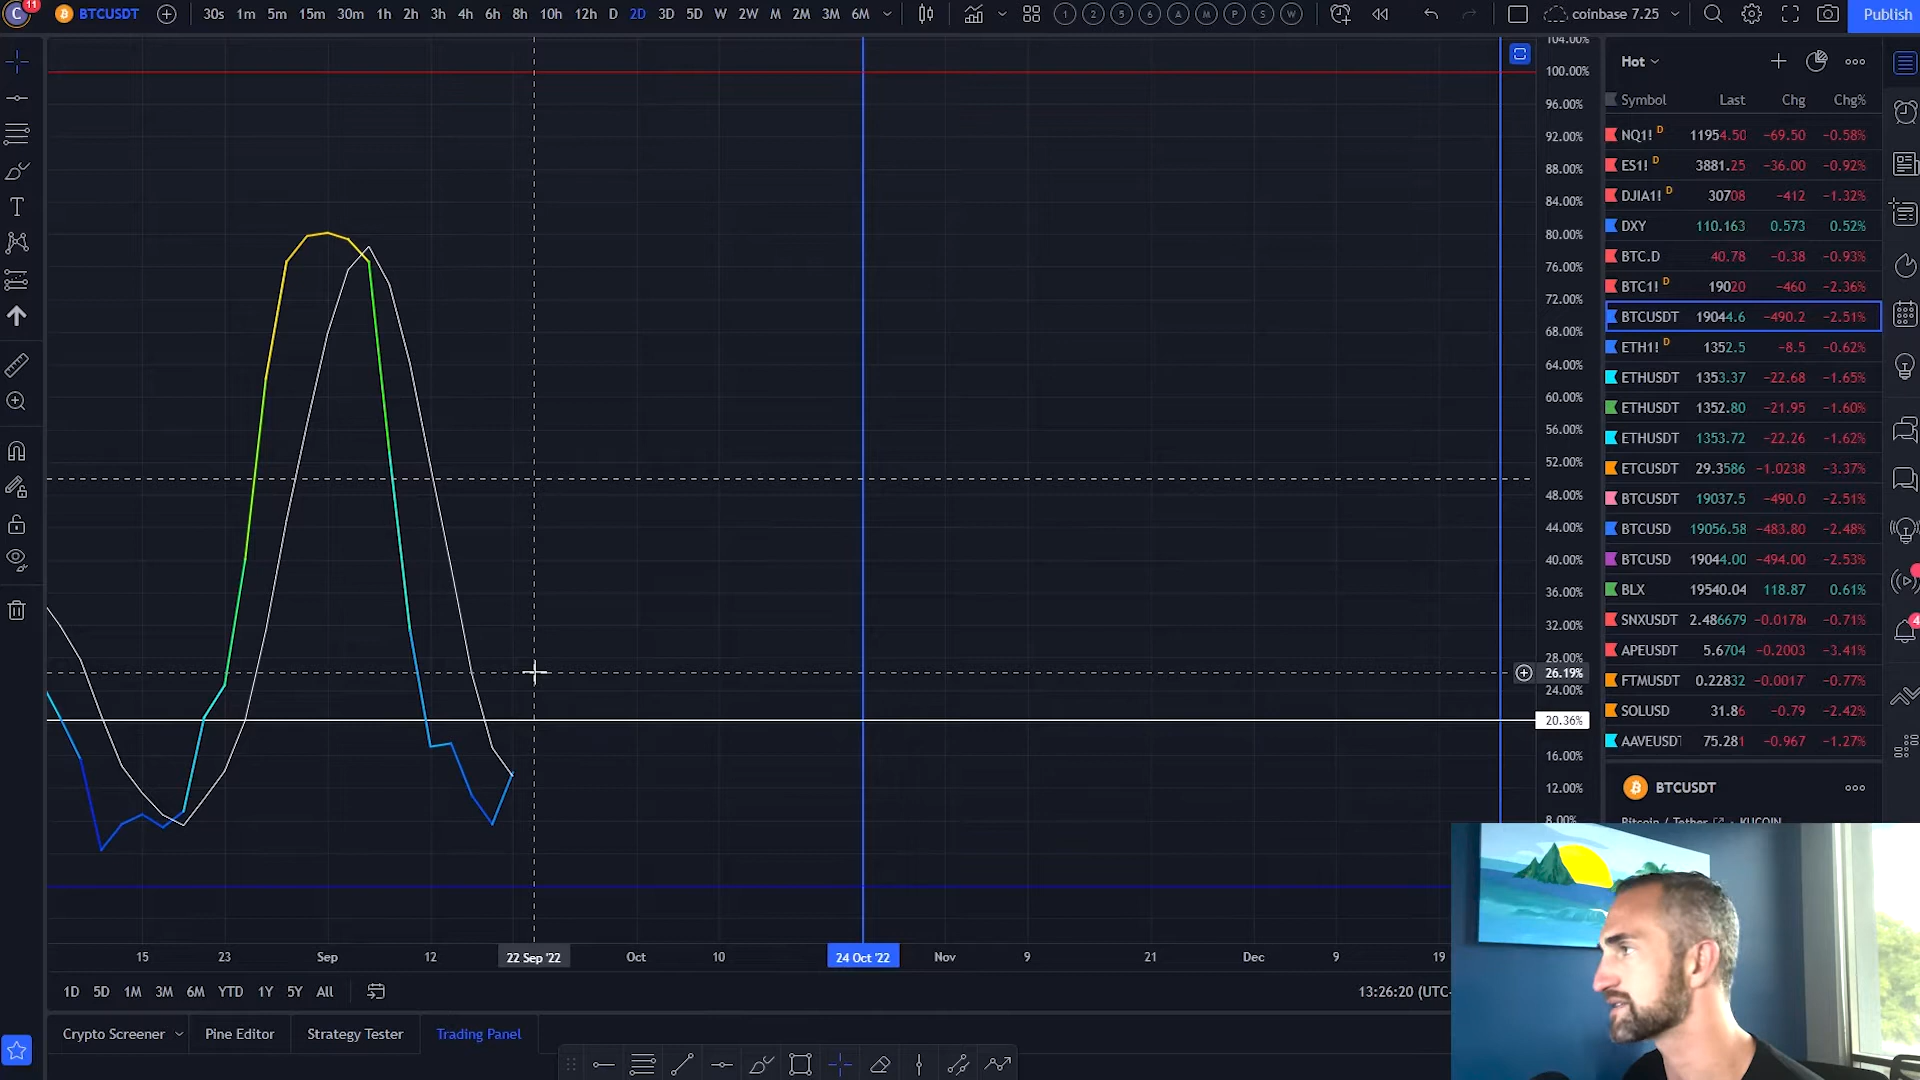 C 11 BTCUSDT 30s 1m 5m 15m 30m 1h 2h 3h 4h 6h 8h 10h 12h D 2D 3D 5D W 2W 2M M 2M 3M 6M 1 2 5 6 A M P S W coinbase 7.25 Publish
Hot
Symbol Last Chg Chg%
NQ1! D 11954.50 −69.50 −0.58%
ES1! D 3881.25 −36.00 −0.92%
DJIA1! D 30708 −412 −1.32%
DXY 110.163 0.573 0.52%
BTC.D 40.78 −0.38 −0.93%
BTC1! D 19020 −460 −2.36%
BTCUSDT 19044.6 −490.2 −2.51%
ETH1! D 1352.5 −8.5 −0.62%
ETHUSDT 1353.37 −22.68 −1.65%
ETHUSDT 1352.80 −21.95 −1.60%
ETHUSDT 1353.72 −22.26 −1.62%
ETCUSDT 29.3586 −1.0238 −3.37%
BTCUSDT 19037.5 −490.0 −2.51%
BTCUSD 19056.58 −483.80 −2.48%
BTCUSD 19044.00 −494.00 −2.53%
BLX 19540.04 118.87 0.61%
SNXUSDT 2.486679 −0.0178 −0.71%
APEUSDT 5.6704 −0.2003 −3.41%
FTMUSDT 0.22832 −0.0017 −0.77%
SOLUSD 31.86 −0.79 −2.42%
AAVEUSDT 75.281 −0.967 −1.27%
BTCUSDT
Bitcoin / Tether KUCOIN
104.00%
100.00%
96.00%
92.00%
88.00%
84.00%
80.00%
76.00%
72.00%
68.00%
64.00%
60.00%
56.00%
52.00%
48.00%
44.00%
40.00%
36.00%
32.00%
28.00%
26.19%
24.00%
20.36%
16.00%
12.00%
8.00%
15 23 Sep 12 22 Sep '22 Oct 10 24 Oct '22 Nov 9 21 Dec 9 19
1D 5D 1M 3M 6M YTD 1Y 5Y All 13:26:20 (UTC-
Crypto Screener Pine Editor Strategy Tester Trading Panel